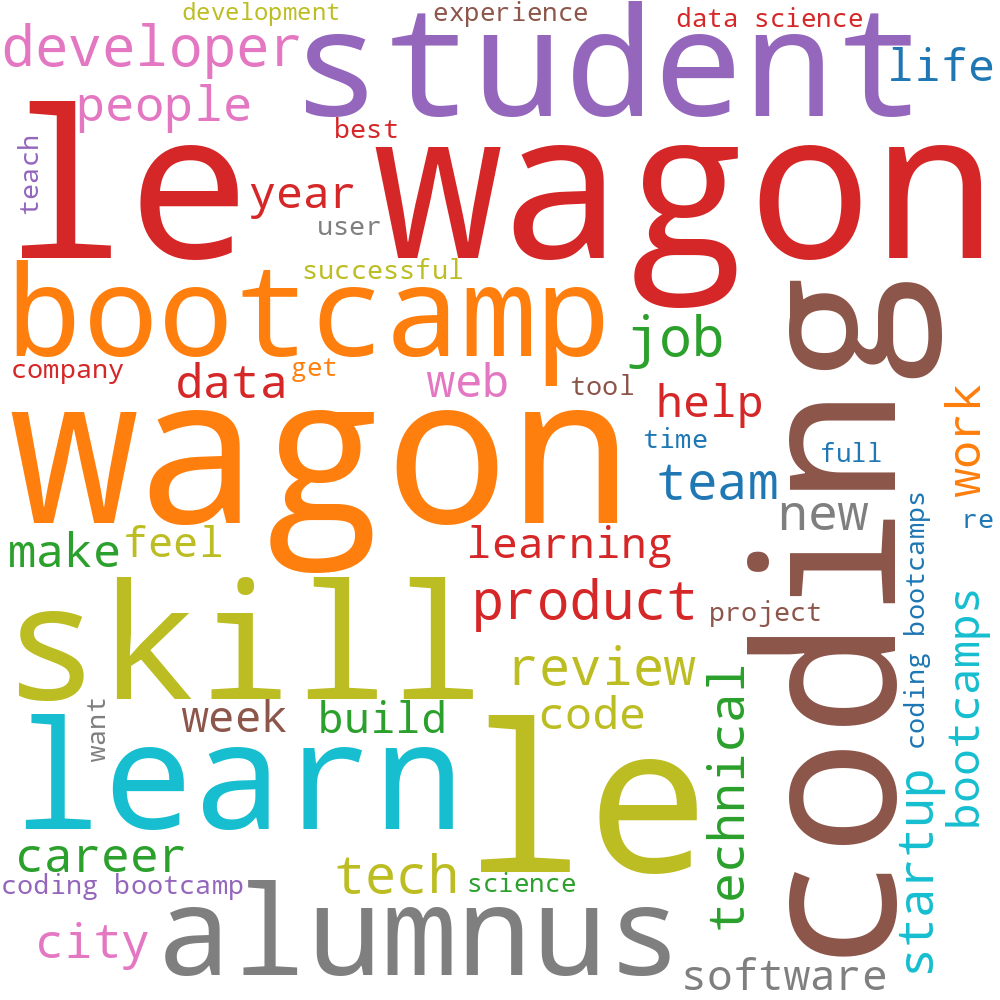 development
experience
data science
developer
student
life
people
best
le wagon
teach
year
user
successful
bootcamp
job
coding
company
data
get
web
tool
help
work
wagon
time
full
team
new
re
make
feel
learning
coding bootcamps
skill
product
project
bootcamps
review
technical
want
week
build
code
learn
le
startup
career
tech
science
coding bootcamp
alumnus
city
software